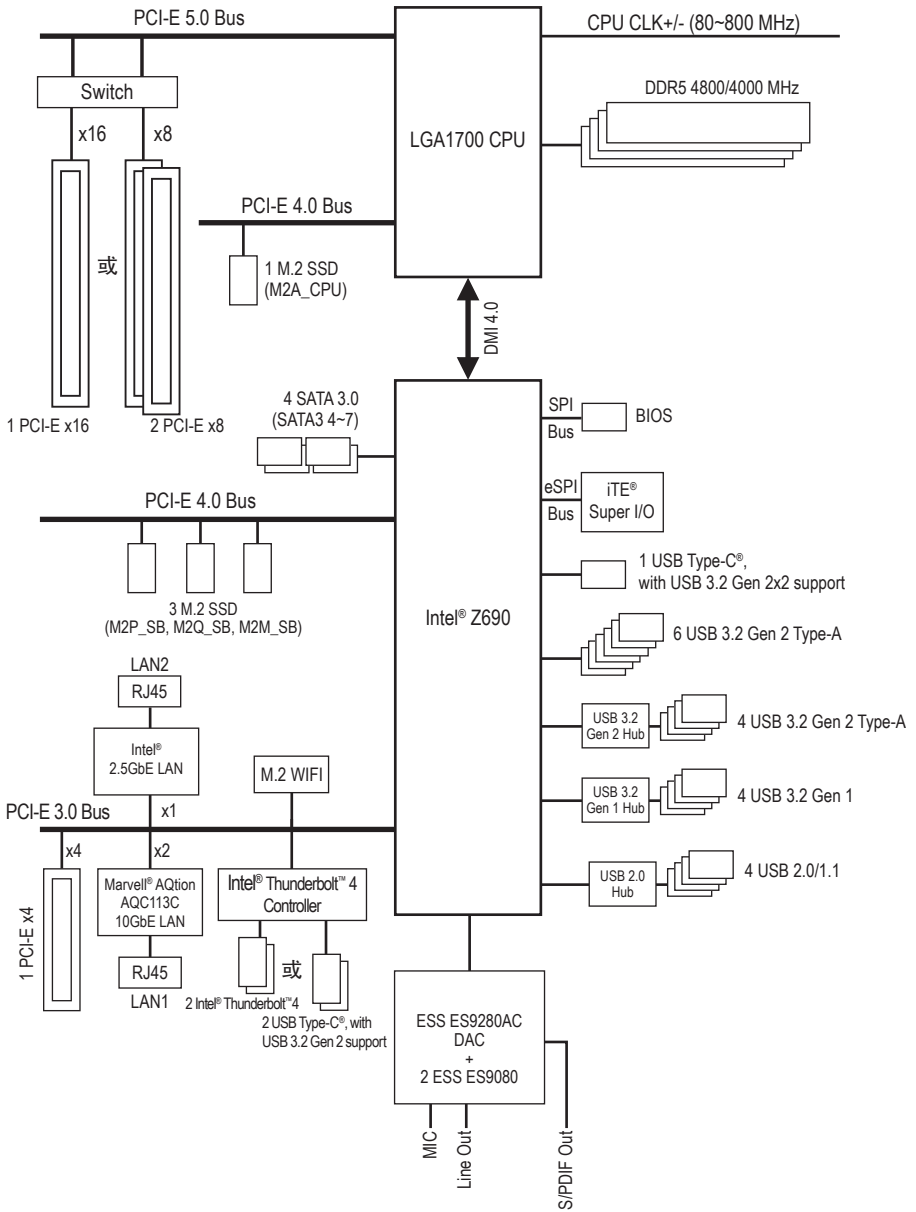 PCI-E 5.0 Bus
CPU CLK+/- (80~800 MHz)
Switch
x16
x8
DDR5 4800/4000 MHz
LGA1700 CPU
PCI-E 4.0 Bus
或
1 M.2 SSD
(M2A_CPU)
DMI 4.0
1 PCI-E x16
2 PCI-E x8
4 SATA 3.0
(SATA3 4~7)
SPI
Bus
BIOS
eSPI
Bus
iTE®
Super I/O
PCI-E 4.0 Bus
1 USB Type-C®,
with USB 3.2 Gen 2x2 support
3 M.2 SSD
(M2P_SB, M2Q_SB, M2M_SB)
Intel® Z690
6 USB 3.2 Gen 2 Type-A
LAN2
RJ45
Intel®
2.5GbE LAN
x1
M.2 WIFI
USB 3.2
Gen 2 Hub
4 USB 3.2 Gen 2 Type-A
USB 3.2
Gen 1 Hub
4 USB 3.2 Gen 1
PCI-E 3.0 Bus
x4
x2
1 PCI-E x4
Marvell® AQtion
AQC113C
10GbE LAN
RJ45
LAN1
Intel® Thunderbolt™ 4
Controller
或
2 Intel® Thunderbolt™4
2 USB Type-C®, with
USB 3.2 Gen 2 support
USB 2.0
Hub
4 USB 2.0/1.1
ESS ES9280AC
DAC
+
2 ESS ES9080
MIC
Line Out
S/PDIF Out